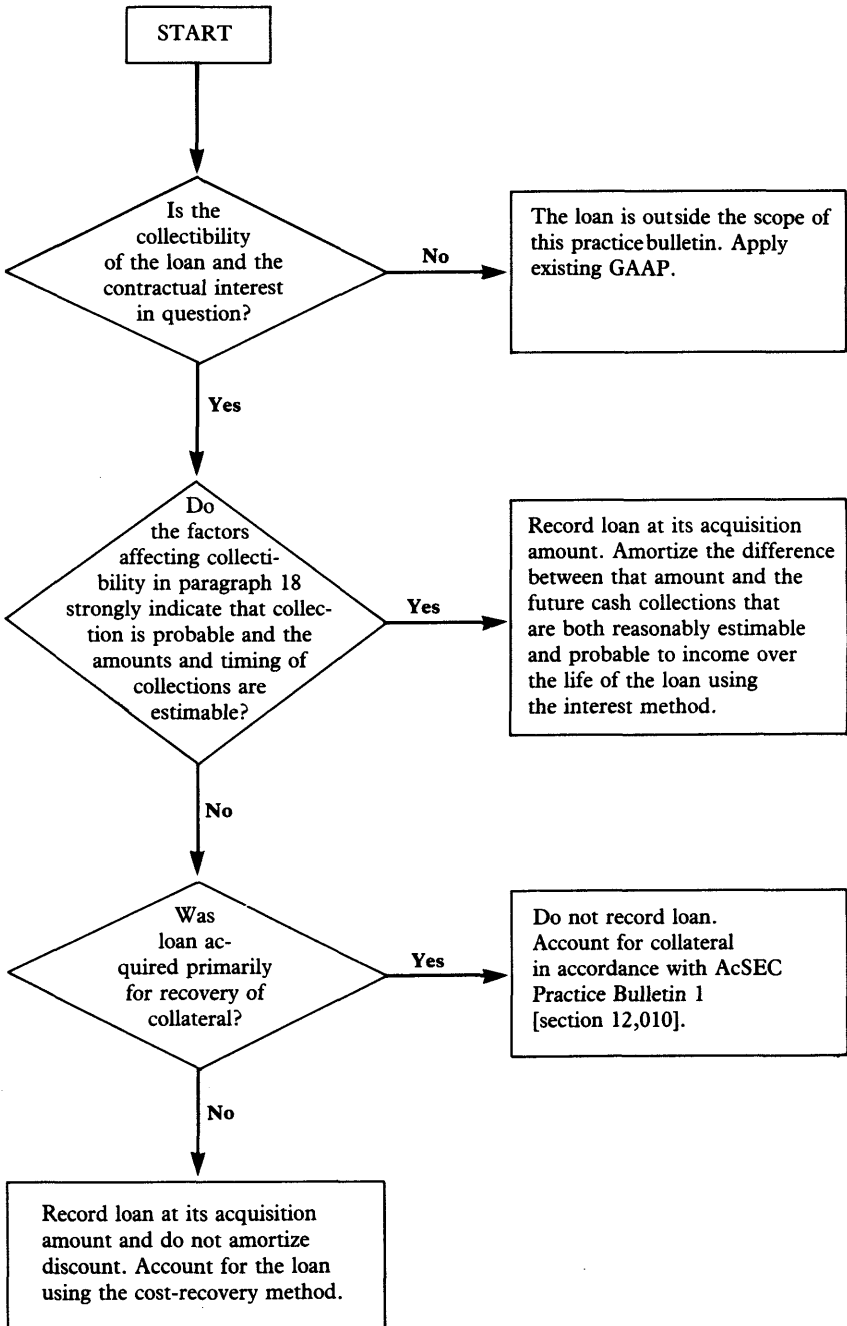 START
Is the
collectibility
of the loan and the
contractual interest
in question?
No
The loan is outside the scope of
this practice bulletin. Apply
existing GAAP.
Yes
Do
the factors
affecting collecti-
bility in paragraph 18
strongly indicate that collec-
tion is probable and the
amounts and timing of
collections are
estimable?
Yes
Record loan at its acquisition
amount. Amortize the difference
between that amount and the
future cash collections that
are both reasonably estimable
and probable to income over
the life of the loan using
the interest method.
No
Was
loan ac-
quired primarily
for recovery of
collateral?
Yes
Do not record loan.
Account for collateral
in accordance with AcSEC
Practice Bulletin 1
[section 12,010].
No
Record loan at its acquisition
amount and do not amortize
discount. Account for the loan
using the cost-recovery method.